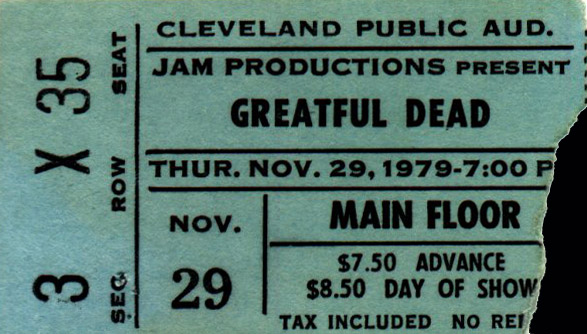 CLEVELAND PUBLIC AUD.
JAM PRODUCTIONS PRESENT
GREATFUL DEAD
THUR. NOV. 29, 1979-7:00 P
NOV.
29
MAIN FLOOR
$7.50 ADVANCE
$8.50 DAY OF SHOW
TAX INCLUDED NO
SEC ROW SEAT
3 X 35